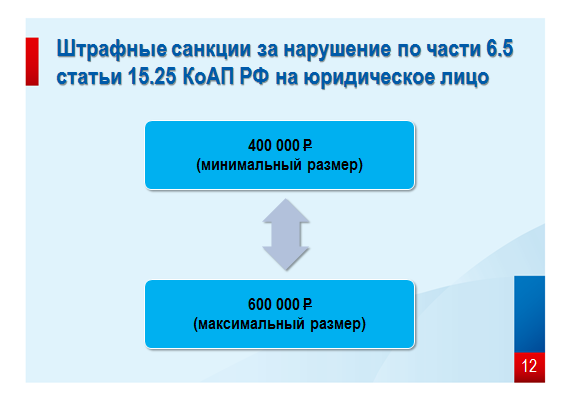 Штрафные санкции за нарушение по части 6.5
статьи 15.25 КоАП РФ на юридическое лицо
400 000 ₽
(минимальный размер)
600 000 ₽
(максимальный размер)
12